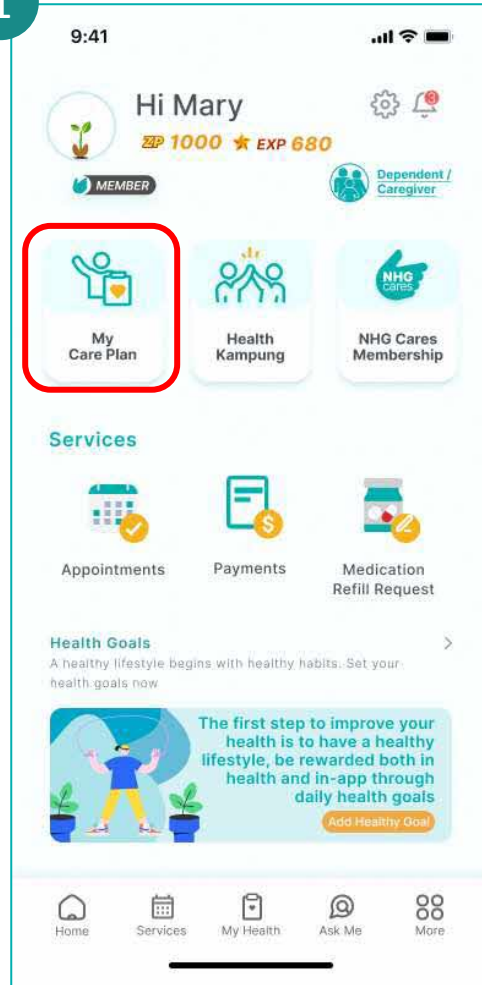 1
9:41
Hi Mary
3
ZP 1000 EXP 680
MEMBER
Dependent /
Caregiver
NHG
cares
My
Care Plan
Health
Kampung
NHG Cares
Membership
Services
Appointments
Payments
Medication
Refill Request
Health Goals
A healthy lifestyle begins with healthy habits. Set your
health goals now
The first step to improve your
health is to have a healthy
lifestyle, be rewarded both in
health and in-app through
daily health goals
Add Healthy Goal
Home Services My Health Ask Me More